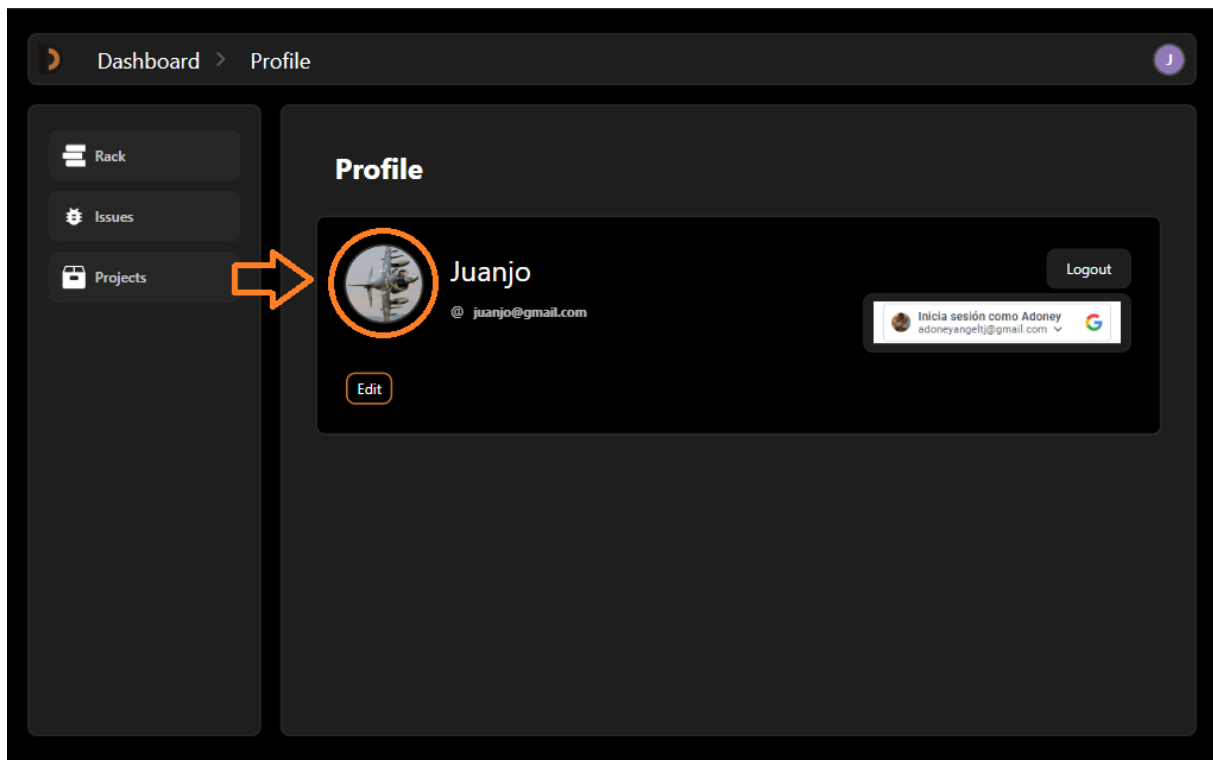 Dashboard > Profile
J
Rack
Issues
Projects
Profile
Juanjo
@ juanjo@gmail.com
Edit
Logout
Inicia sesión como Adoney
adoneyangeltj@gmail.com
G